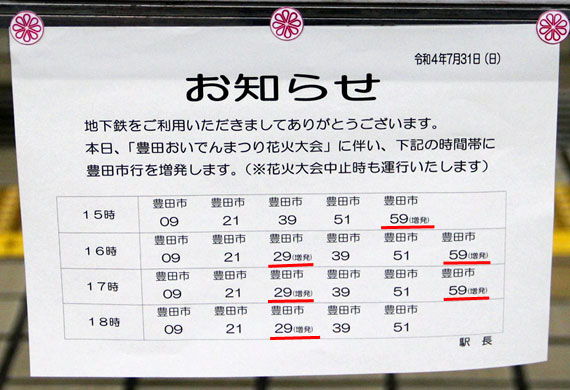 令和4年7月31日（日）
お知らせ
地下鉄をご利用いただきましてありがとうございます。
本日、「豊田おいでんまつり花火大会」に伴い、下記の時間帯に
豊田市行を増発します。（※花火大会中止時も運行いたします）
豊田市 豊田市 豊田市 豊田市 豊田市
15時 09 21 39 51 59(増発)
豊田市 豊田市 豊田市 豊田市 豊田市 豊田市
16時 09 21 29(増発) 39 51 59(増発)
豊田市 豊田市 豊田市 豊田市 豊田市 豊田市
17時 09 21 29(増発) 39 51 59(増発)
豊田市 豊田市 豊田市 豊田市 豊田市
18時 09 21 29(増発) 39 51
駅 長